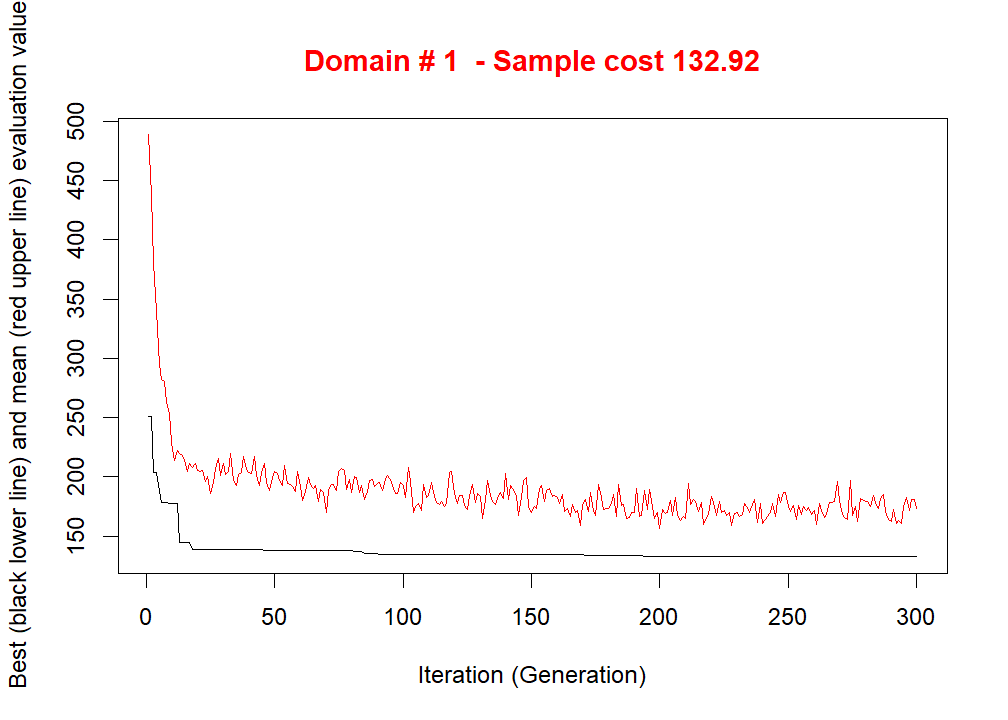 Domain # 1  - Sample cost 132.92
Best (black lower line) and mean (red upper line) evaluation value
500
450
400
350
300
250
200
150
0 50 100 150 200 250 300
Iteration (Generation)